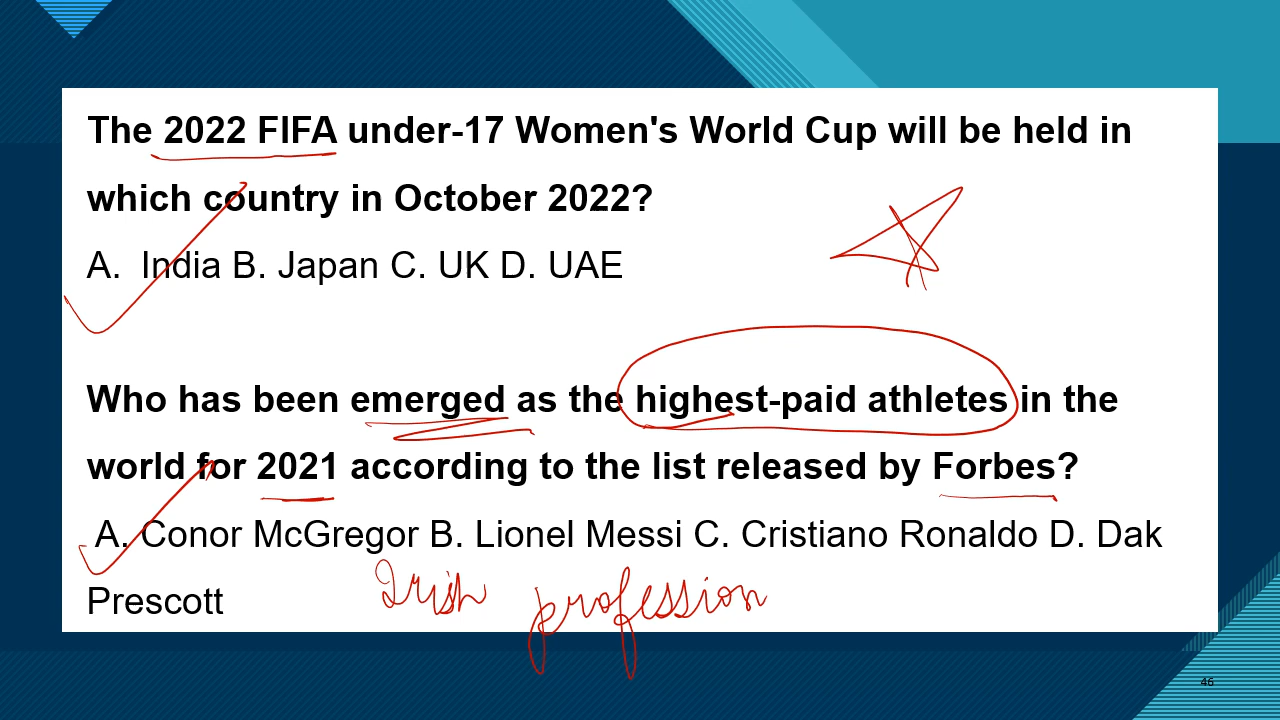 The 2022 FIFA under-17 Women's World Cup will be held in
which country in October 2022?
A. India B. Japan C. UK D. UAE
Who has been emerged as the highest-paid athletes in the
world for 2021 according to the list released by Forbes?
A. Conor McGregor B. Lionel Messi C. Cristiano Ronaldo D. Dak
Prescott
Irish profession
46